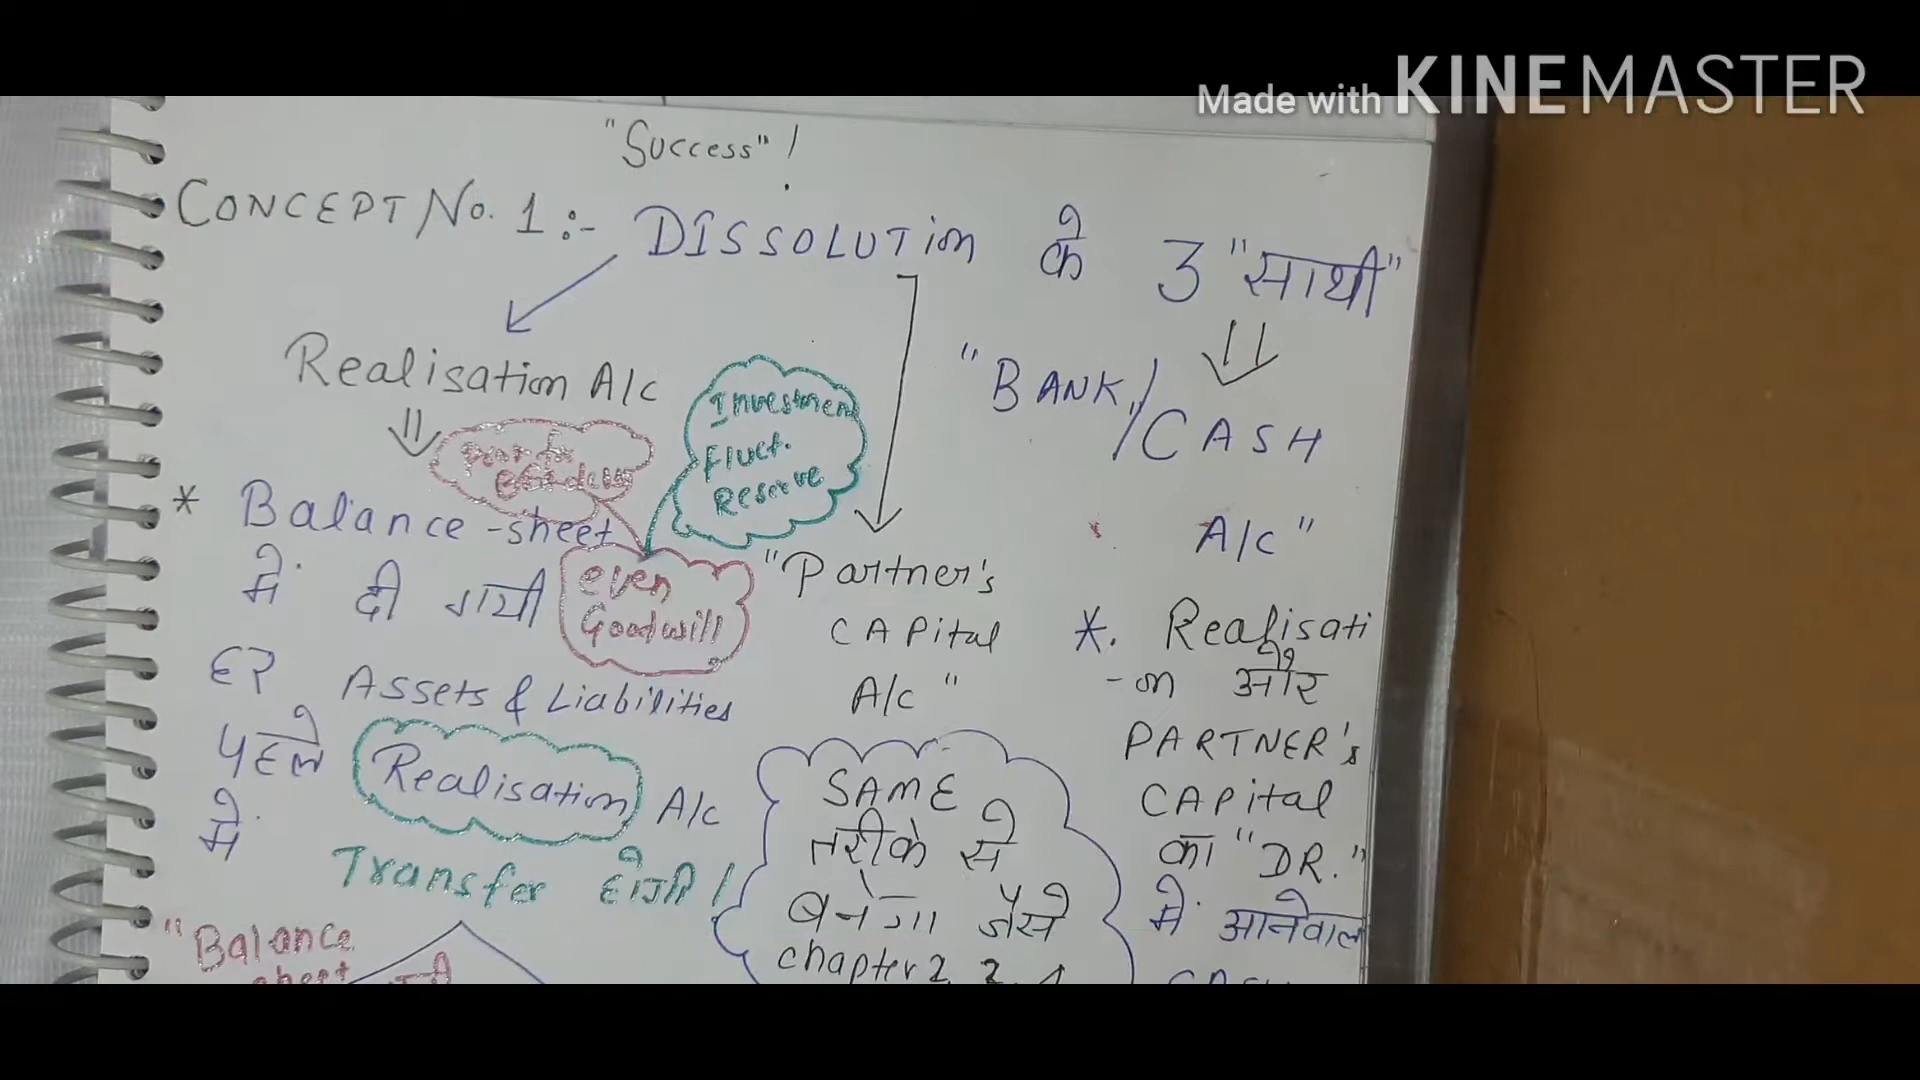 Made with KINEMASTER
"Success" !
CONCEPT No. 1 :- DISSOLUTion के 3 "साथी"
Realisation A/c
Investment
Fluct.
Reserve
"BANK/
CASH
A/c"
* Balance-sheet
में दी गयी
even
Goodwill
हर Assets & Liabilities
पहले Realisation A/c
में
Transfer होगी।
"Balance
"Partner's
CAPital
A/c"
SAME
तरीके से
बनेगा जैसे
chapter 2,
*. Realisati
-on और
PARTNER's
CAPital
का "DR."
में आनेवाल